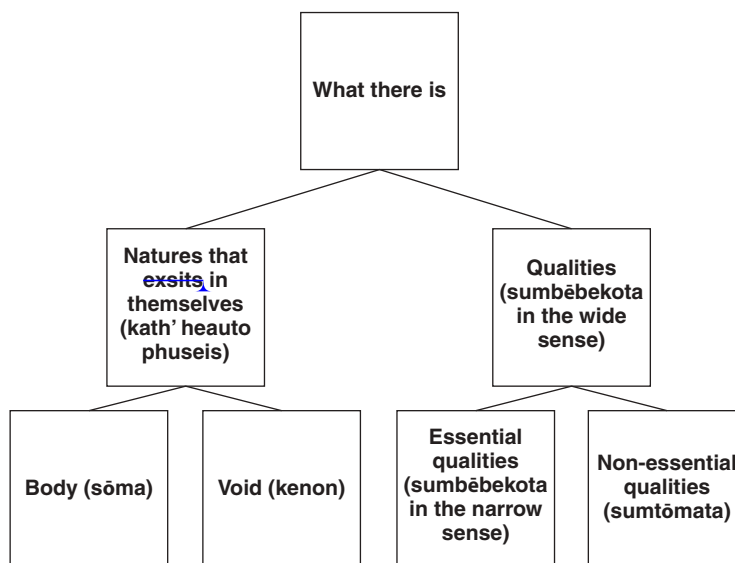 What there is
Natures that
exsits in
themselves
(kath' heauto
phuseis)
Qualities
(sumbēbekota
in the wide
sense)
Body (sōma)
Void (kenon)
Essential
qualities
(sumbēbekota
in the narrow
sense)
Non-essential
qualities
(sumtōmata)